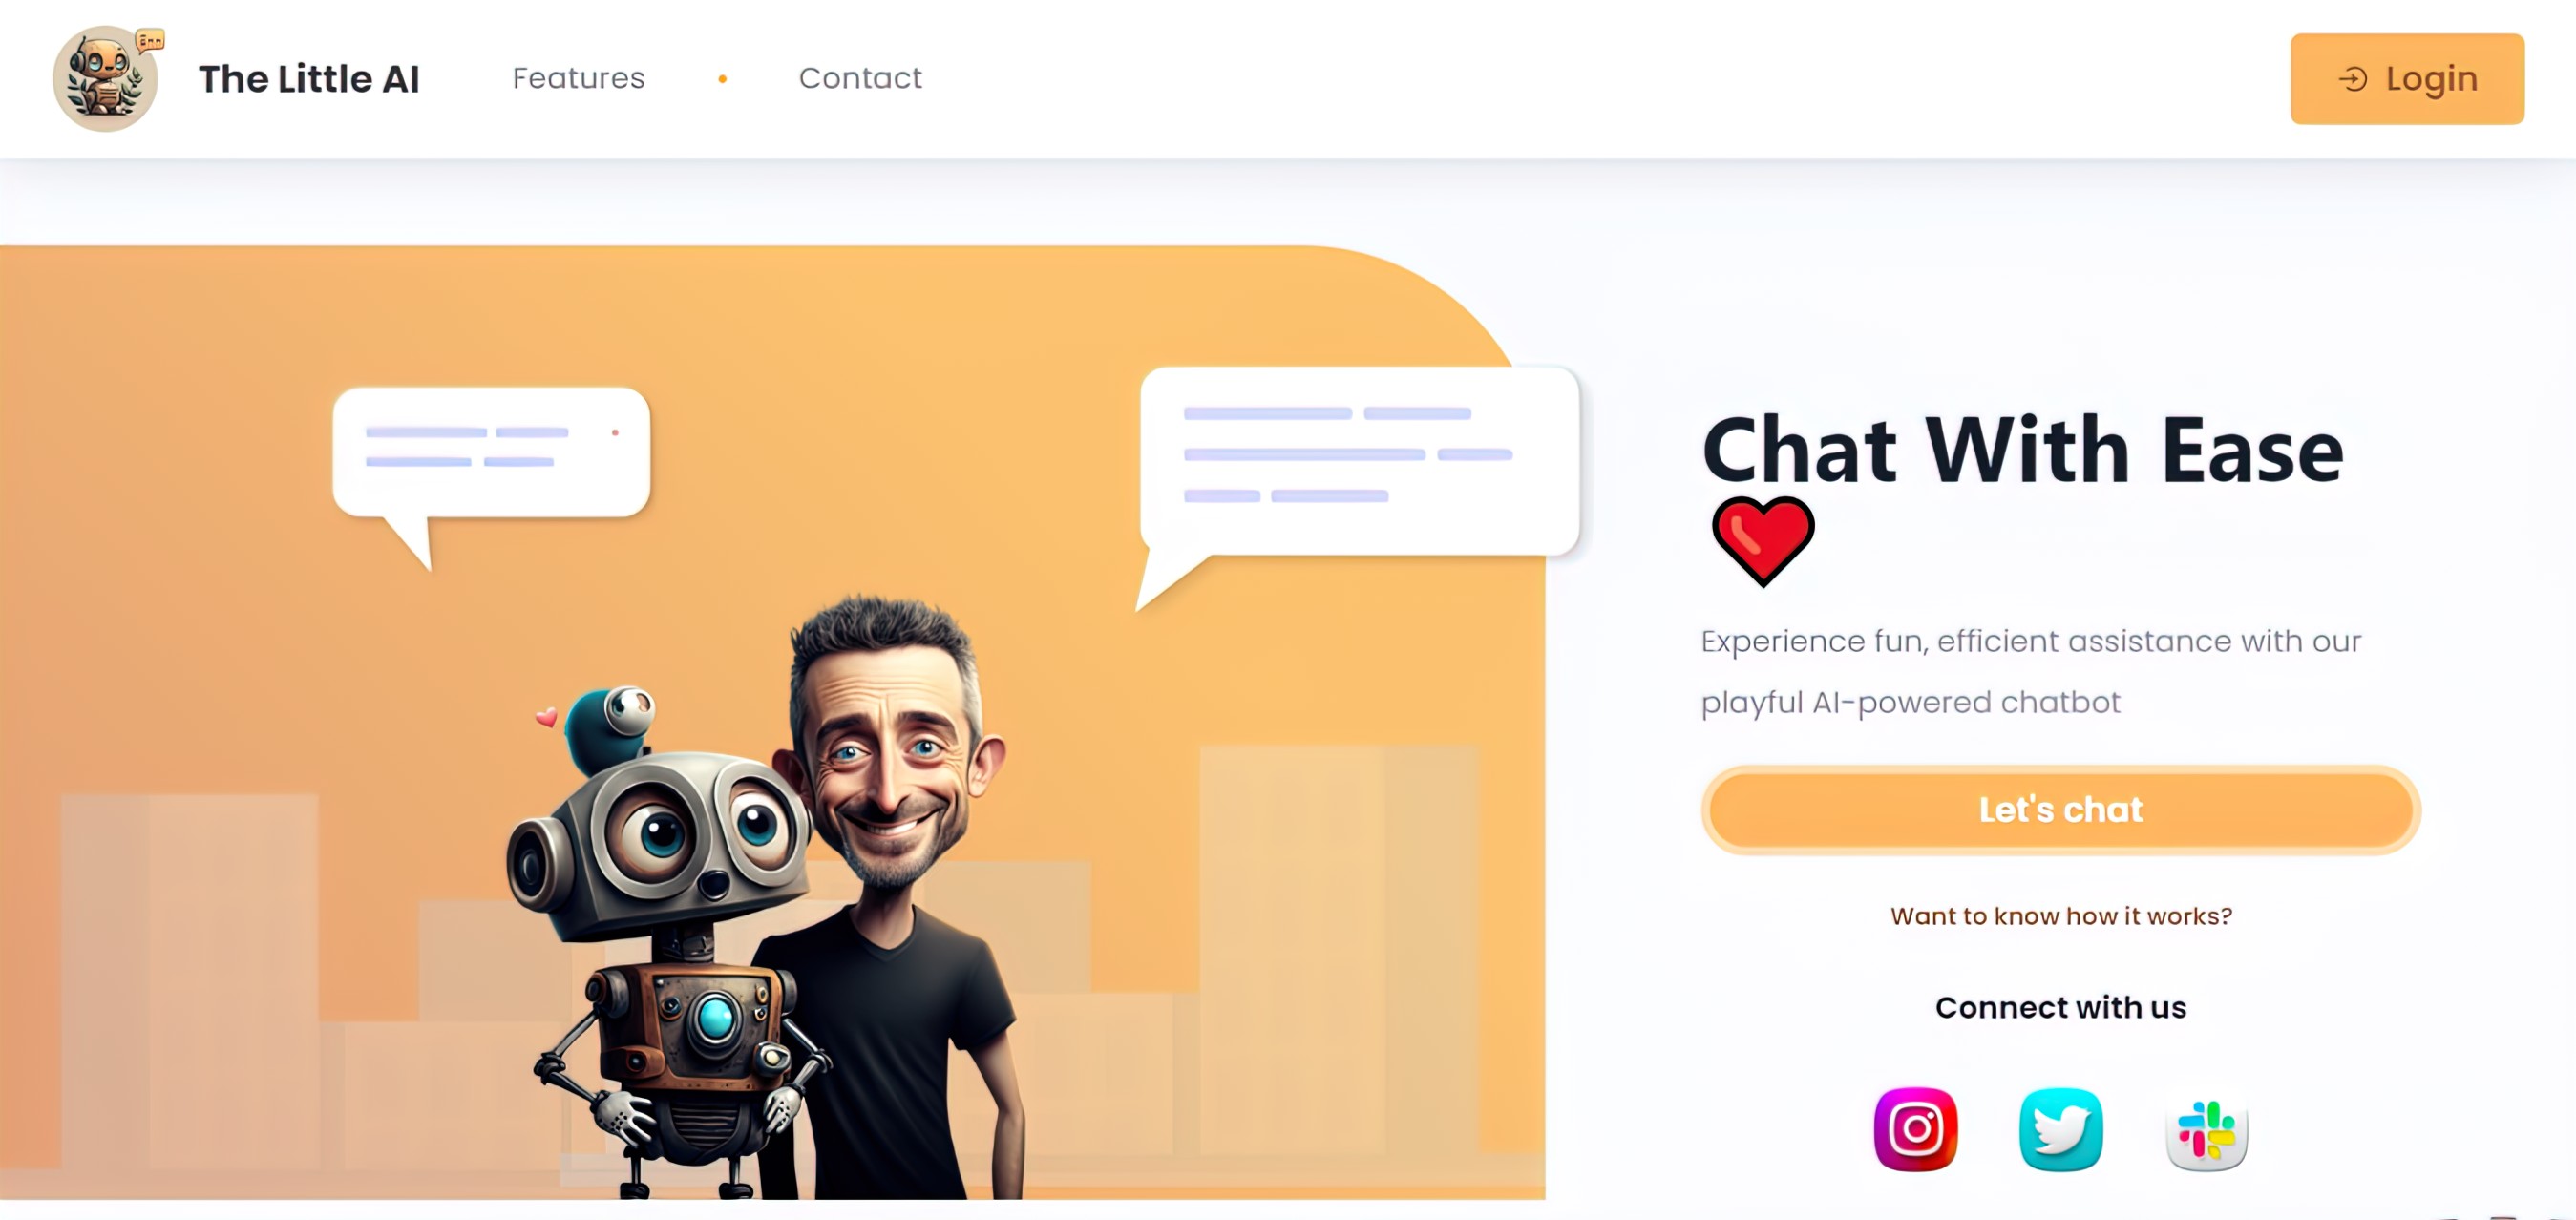 The Little AI
Features
Contact
Login
Chat With Ease
Experience fun, efficient assistance with our
playful AI-powered chatbot
Let's chat
Want to know how it works?
Connect with us